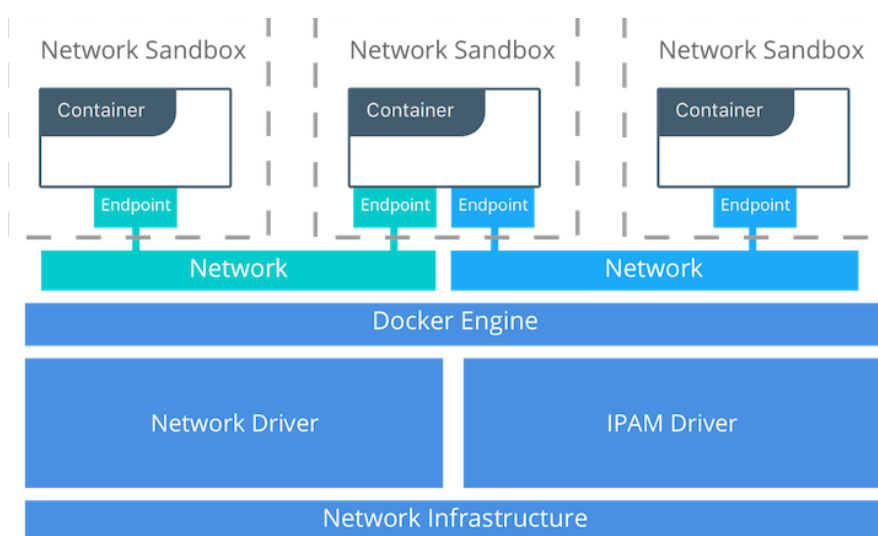 Network Sandbox Network Sandbox Network Sandbox
Container Container Container
Endpoint Endpoint Endpoint Endpoint
Network Network
Docker Engine
Network Driver IPAM Driver
Network Infrastructure